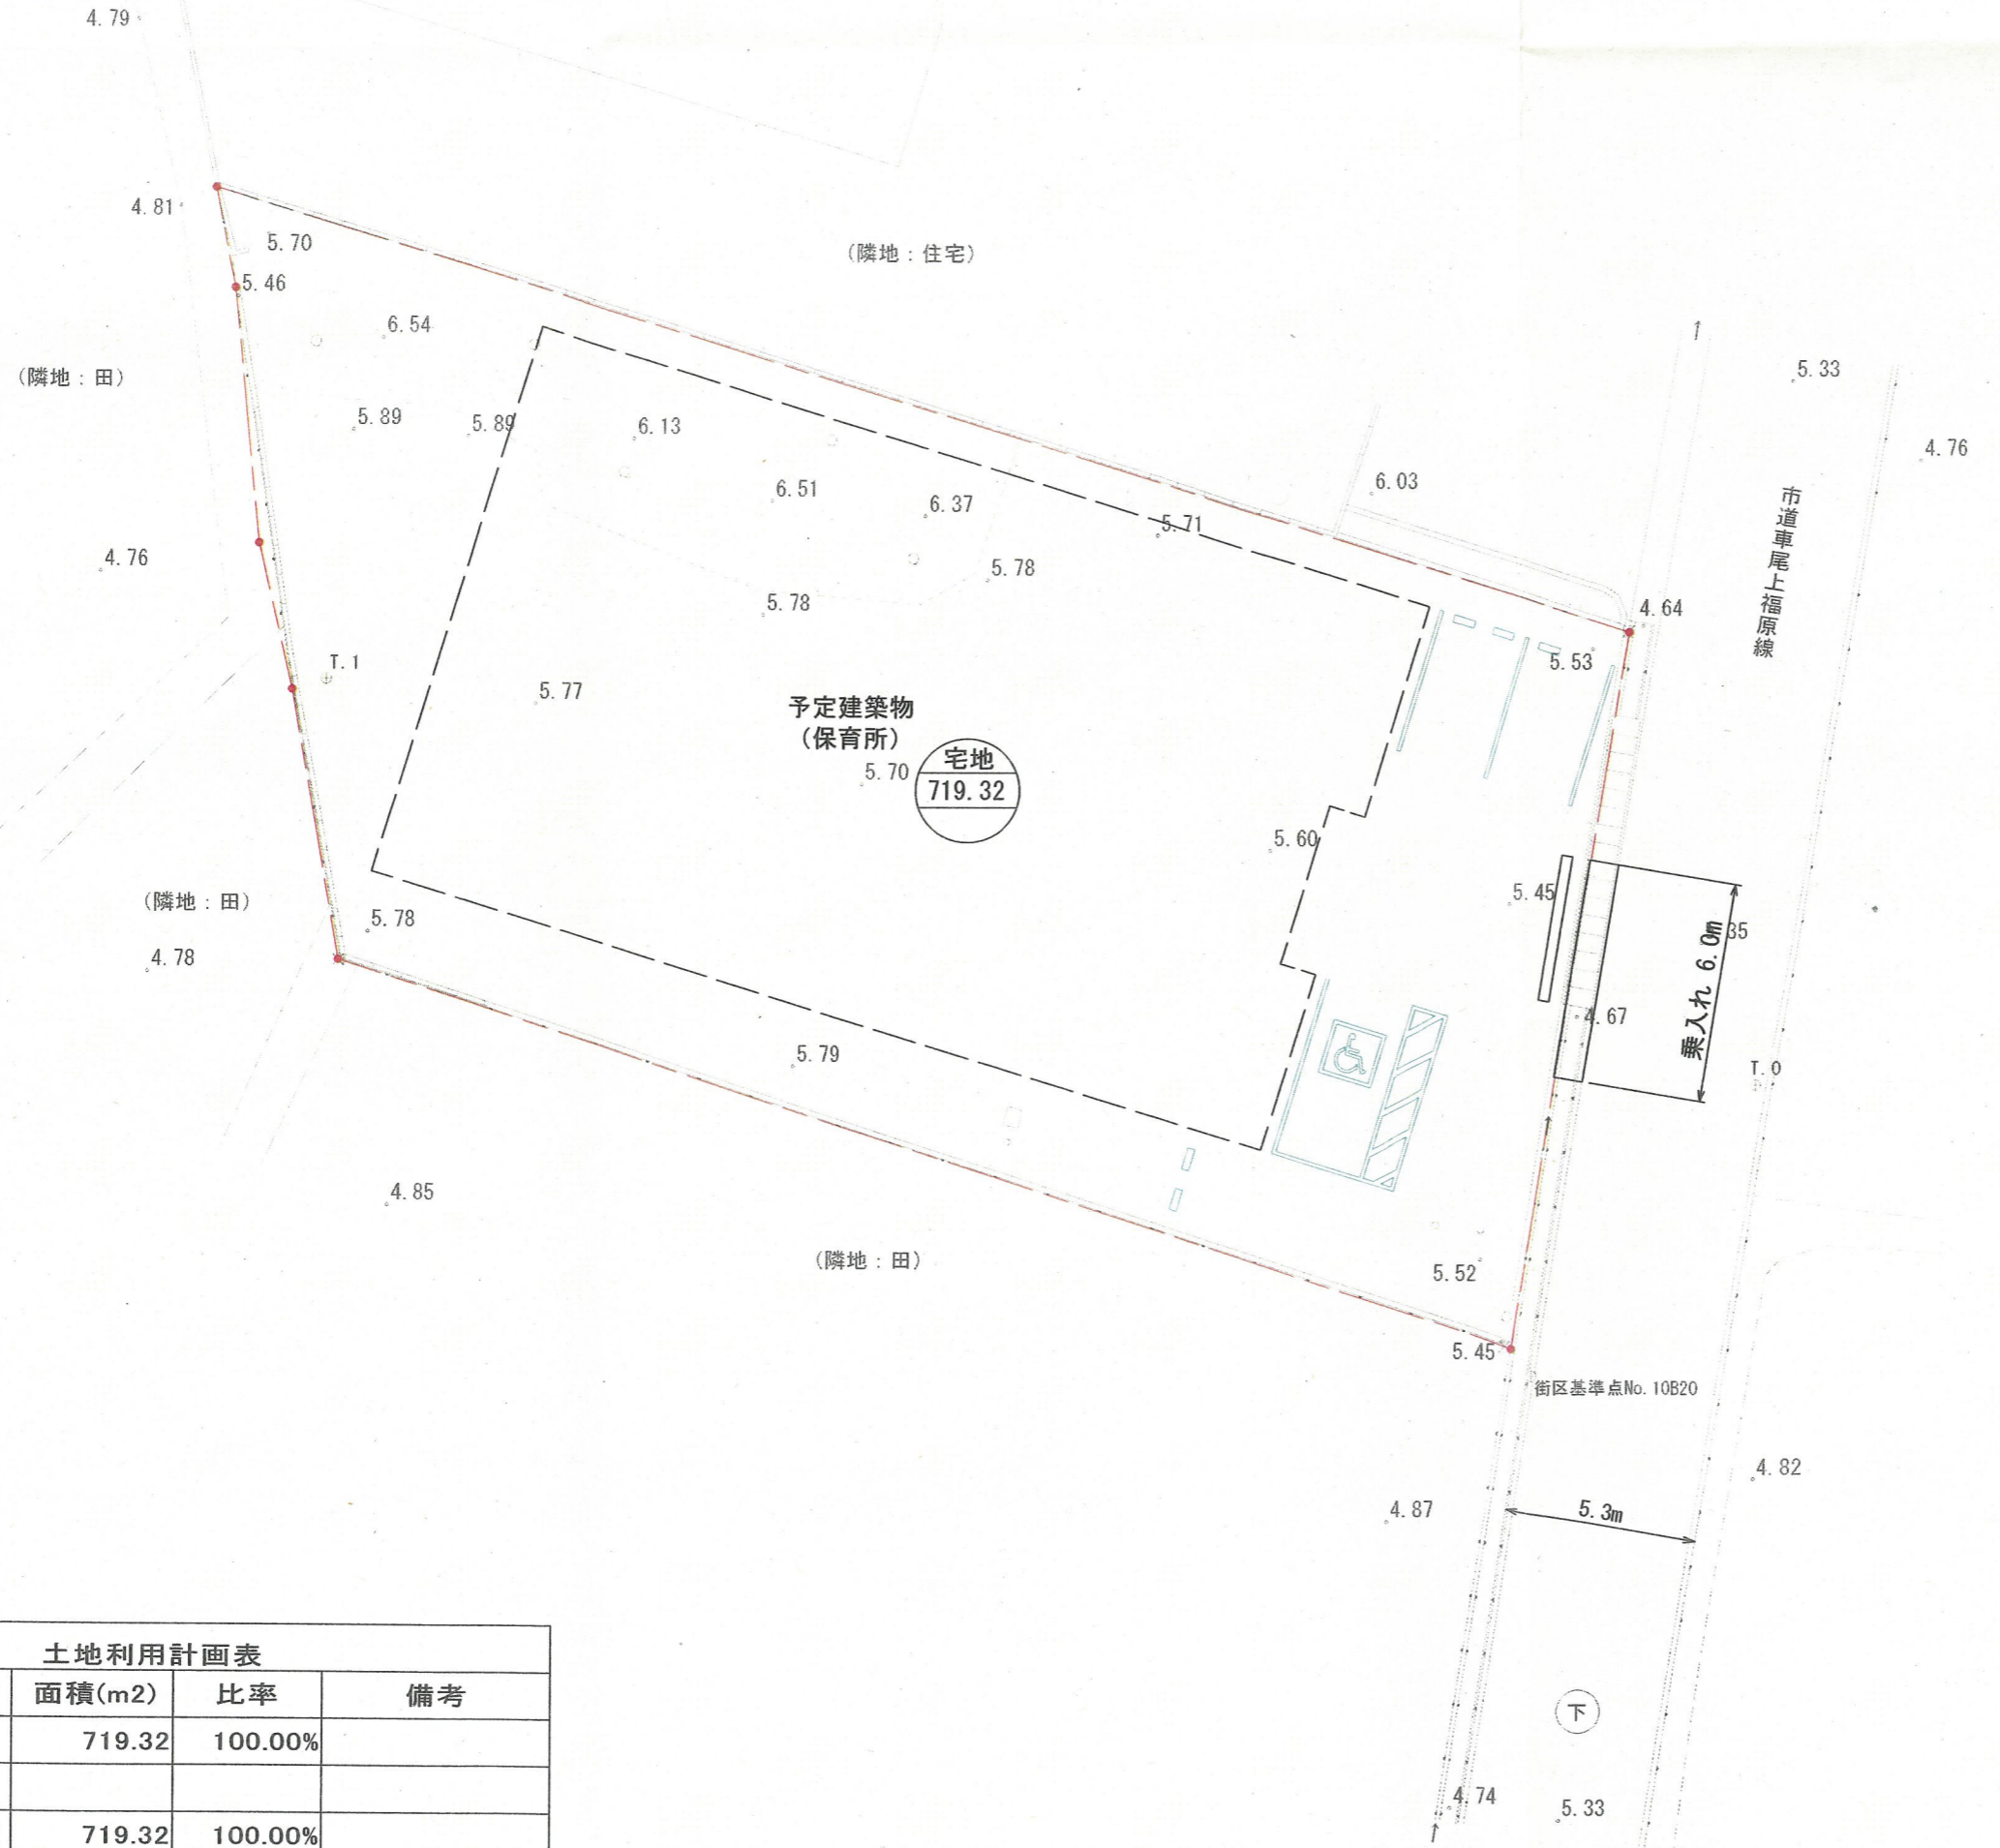 4.79
4.81
5.70
5.46
(隣地:住宅)
6.54
(隣地:田)
5.33
5.89
5.89
6.13
4.76
6.03
6.51
6.37
5.71
市道車尾上福原線
4.76
5.78
5.78
4.64
5.53
T.1
5.77
予定建築物
(保育所)
5.70
宅地
719.32
5.60
5.45
(隣地:田)
5.78
35
乗入れ 6.0m
4.78
4.67
5.79
T.0
4.85
(隣地:田)
5.52
5.45
街区基準点No.10B20
4.82
4.87
5.3m
土地利用計画表
面積(m2) 比率 備考
719.32 100.00%
719.32 100.00%
下
4.74
5.33